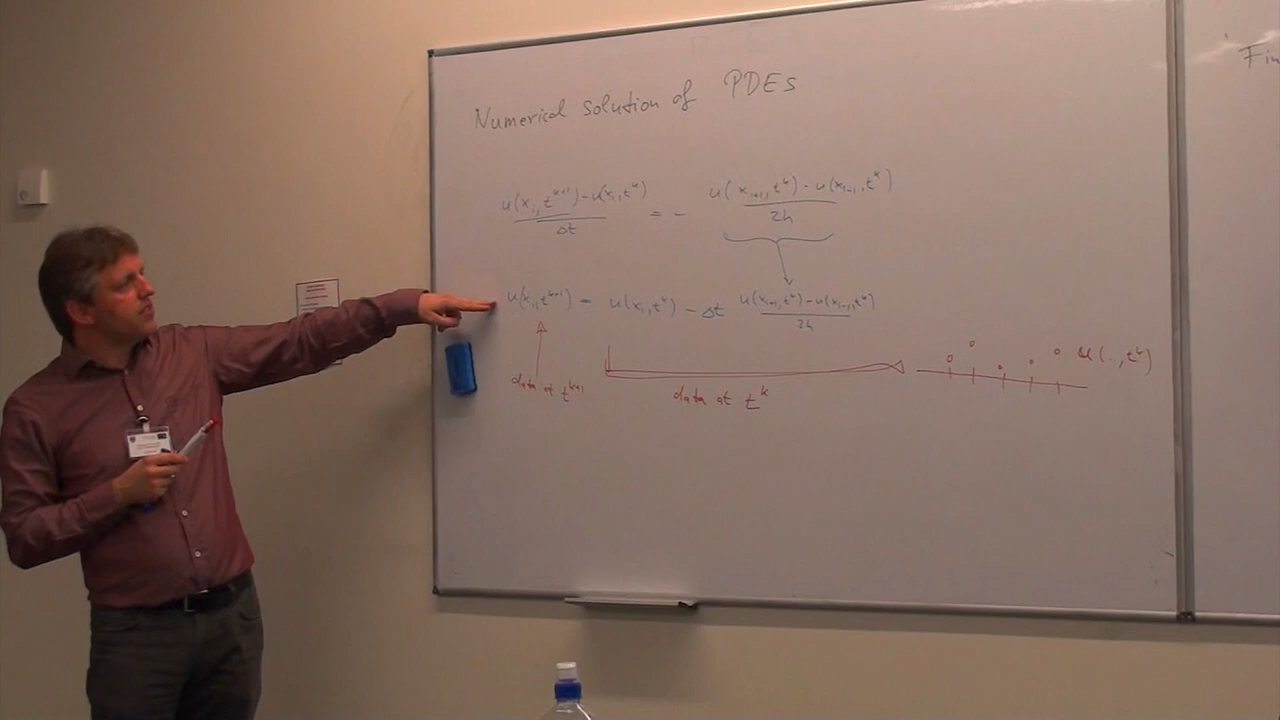 Numerical solution of PDEs
Fin
u(x_i, t^{k+1}) - u(x_i, t^k) / Δt = - u(x_{i+1}, t^k) - u(x_{i-1}, t^k) / 2h
u(x_i, t^{k+1}) = u(x_i, t^k) - Δt u(x_{i+1}, t^k) - u(x_{i-1}, t^k) / 2h
u(., t^k)
data at t^{k+1}
data at t^k